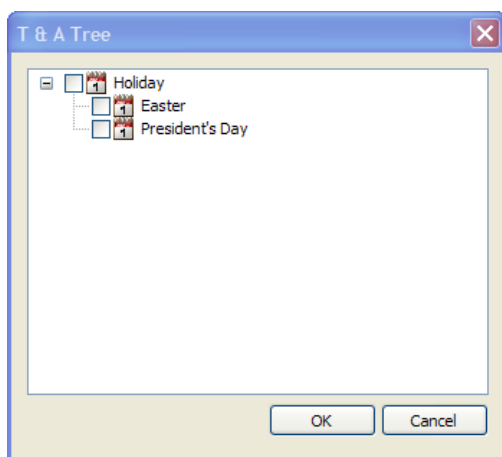 T & A Tree
Holiday
Easter
President's Day
OK
Cancel